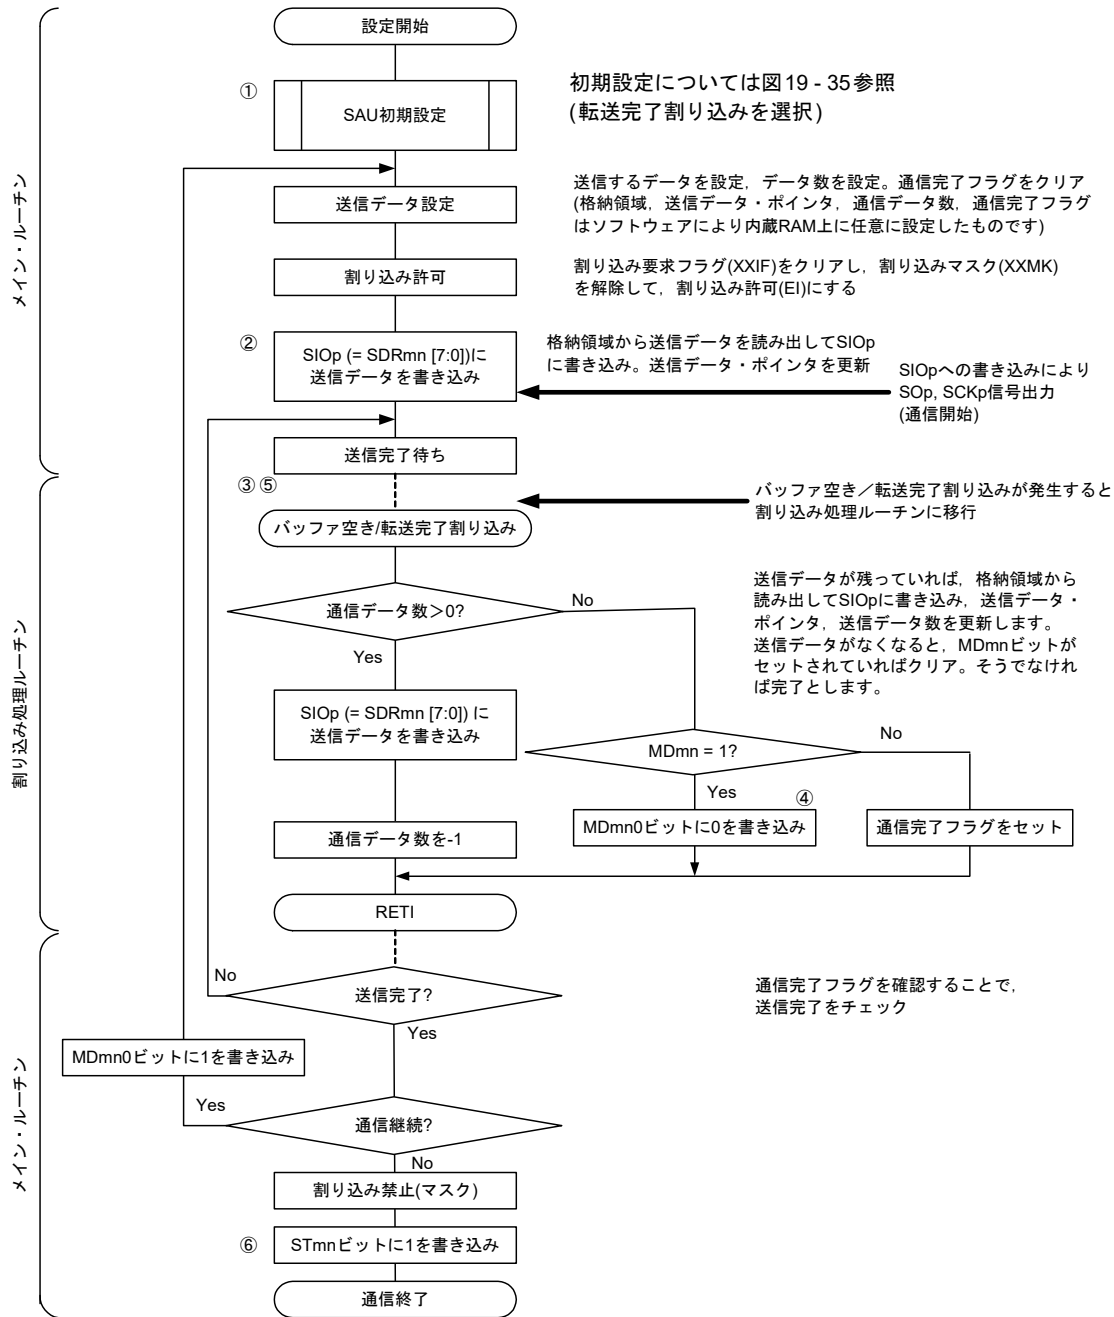 設定開始
①
SAU初期設定
初期設定については図19 - 35参照
(転送完了割り込みを選択)
メイン・ルーチン
送信データ設定
送信するデータを設定，データ数を設定。通信完了フラグをクリア
(格納領域，送信データ・ポインタ，通信データ数，通信完了フラグ
はソフトウェアにより内蔵RAM上に任意に設定したものです)
割り込み許可
割り込み要求フラグ(XXIF)をクリアし，割り込みマスク(XXMK)
を解除して，割り込み許可(EI)にする
②
SIOp (= SDRmn [7:0])に
送信データを書き込み
格納領域から送信データを読み出してSIOp
に書き込み。送信データ・ポインタを更新
SIOpへの書き込みにより
SOp, SCKp信号出力
(通信開始)
送信完了待ち
③⑤
バッファ空き／転送完了割り込みが発生すると
割り込み処理ルーチンに移行
バッファ空き/転送完了割り込み
割り込み処理ルーチン
通信データ数＞0?
No
Yes
送信データが残っていれば，格納領域から
読み出してSIOpに書き込み，送信データ・
ポインタ，送信データ数を更新します。
送信データがなくなると，MDmnビットが
セットされていればクリア。そうでなけれ
ば完了とします。
SIOp (= SDRmn [7:0]) に
送信データを書き込み
MDmn = 1?
No
Yes
④
通信データ数を-1
MDmn0ビットに0を書き込み
通信完了フラグをセット
RETI
メイン・ルーチン
送信完了?
No
Yes
通信完了フラグを確認することで，
送信完了をチェック
MDmn0ビットに1を書き込み
通信継続?
Yes
No
割り込み禁止(マスク)
⑥
STmnビットに1を書き込み
通信終了